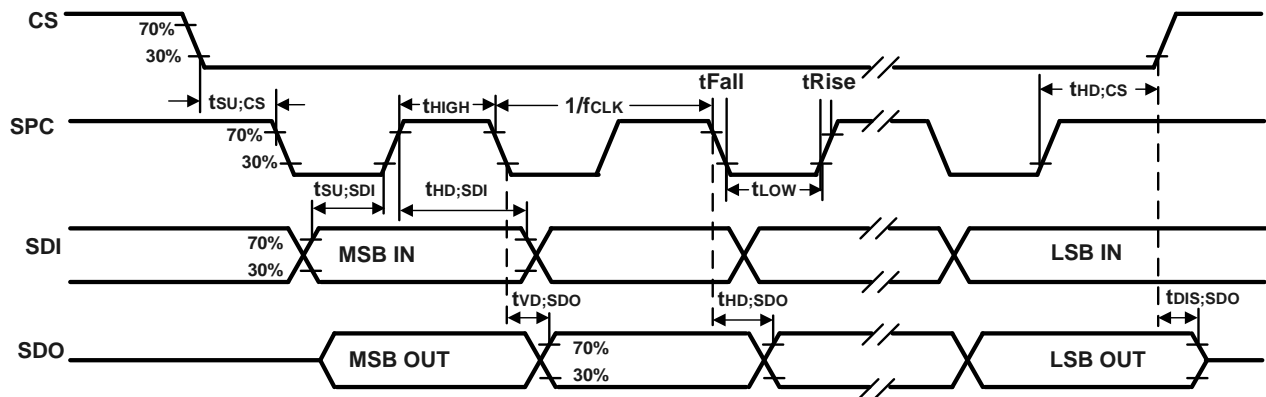 CS
70%
30%
tFall
tRise
tSU;CS
tHIGH
1/fCLK
tHD;CS
SPC
70%
30%
tSU;SDI
tHD;SDI
tLOW
SDI
70%
30%
MSB IN
LSB IN
tVD;SDO
tHD;SDO
tDIS;SDO
SDO
MSB OUT
70%
30%
LSB OUT